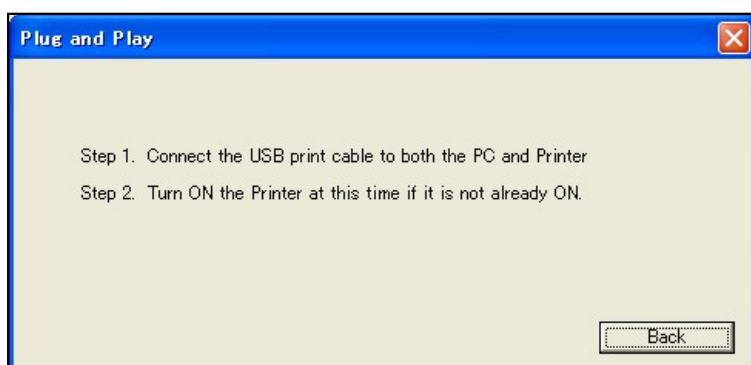 Plug and Play
Step 1. Connect the USB print cable to both the PC and Printer
Step 2. Turn ON the Printer at this time if it is not already ON.
Back